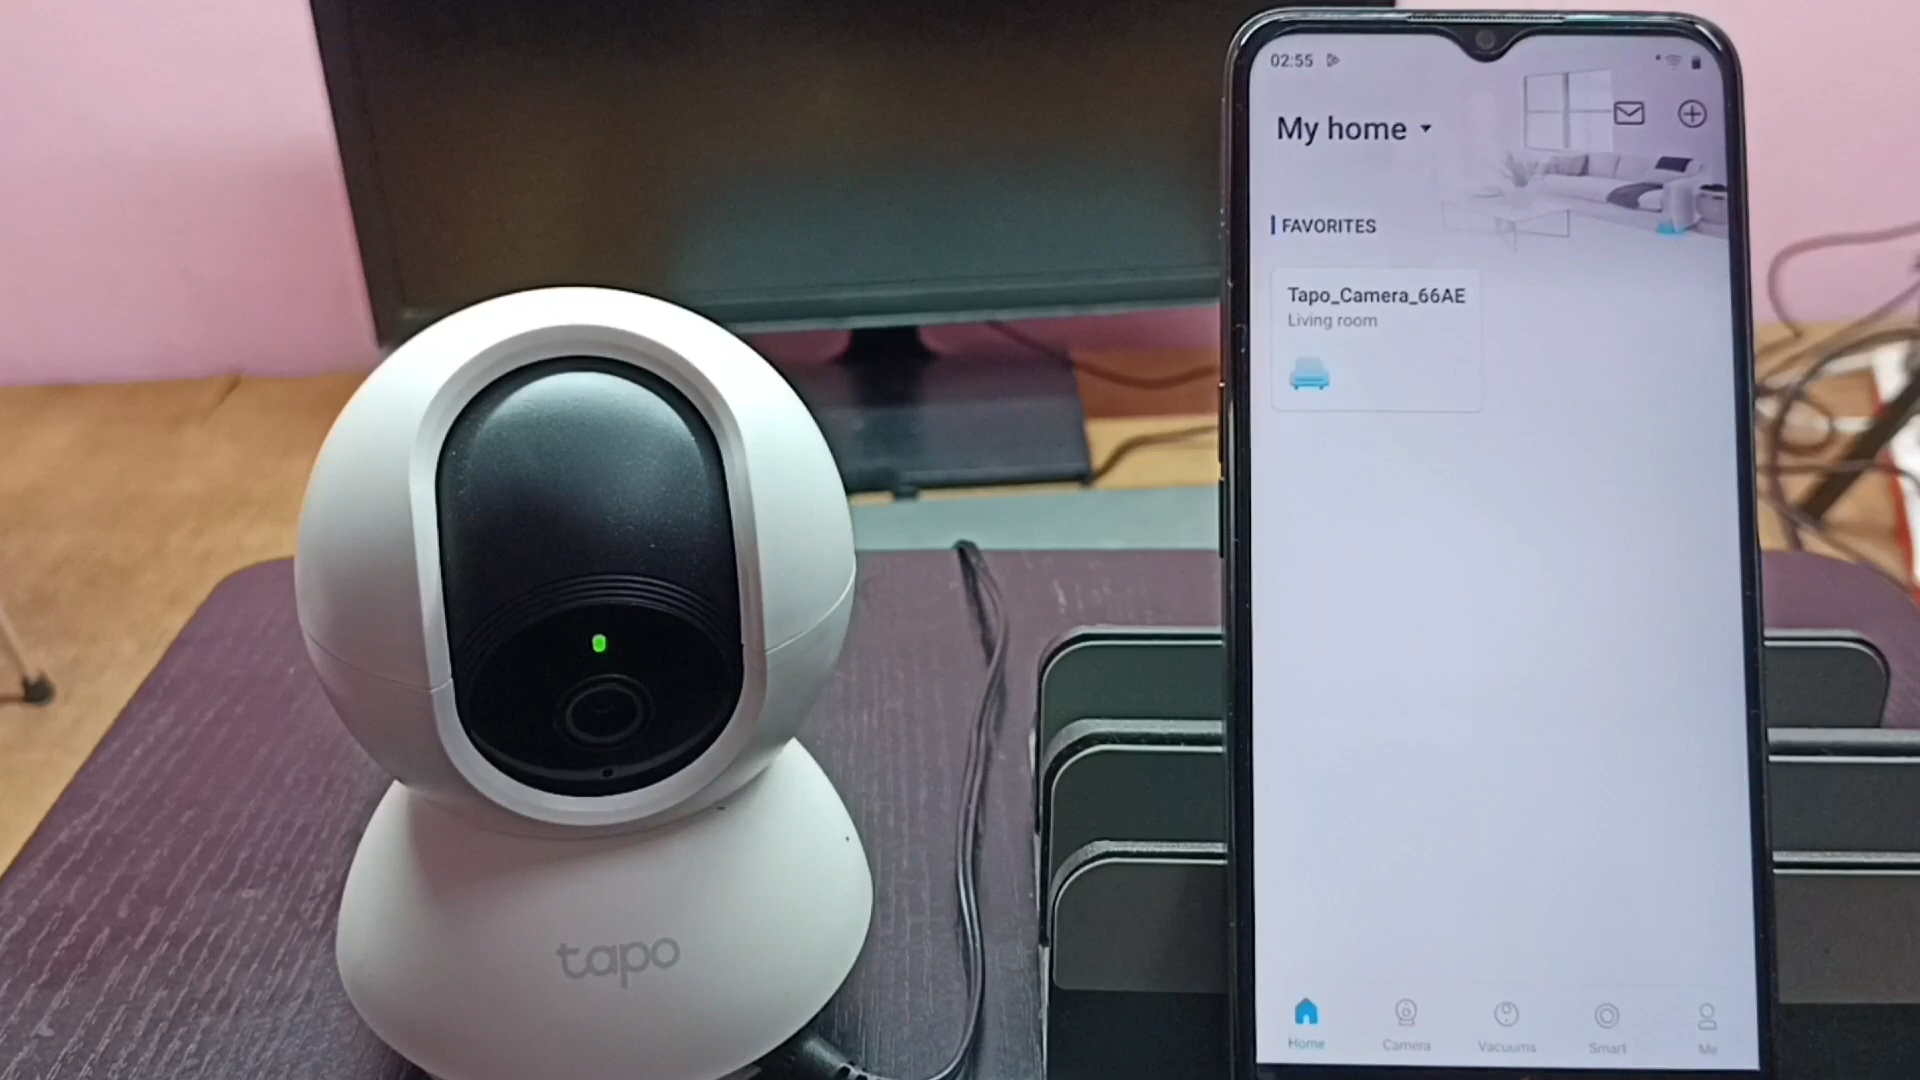 tapo
02:55
My home
FAVORITES
Tapo_Camera_66AE
Living room
Home
Camera
Vacuums
Smart
Me